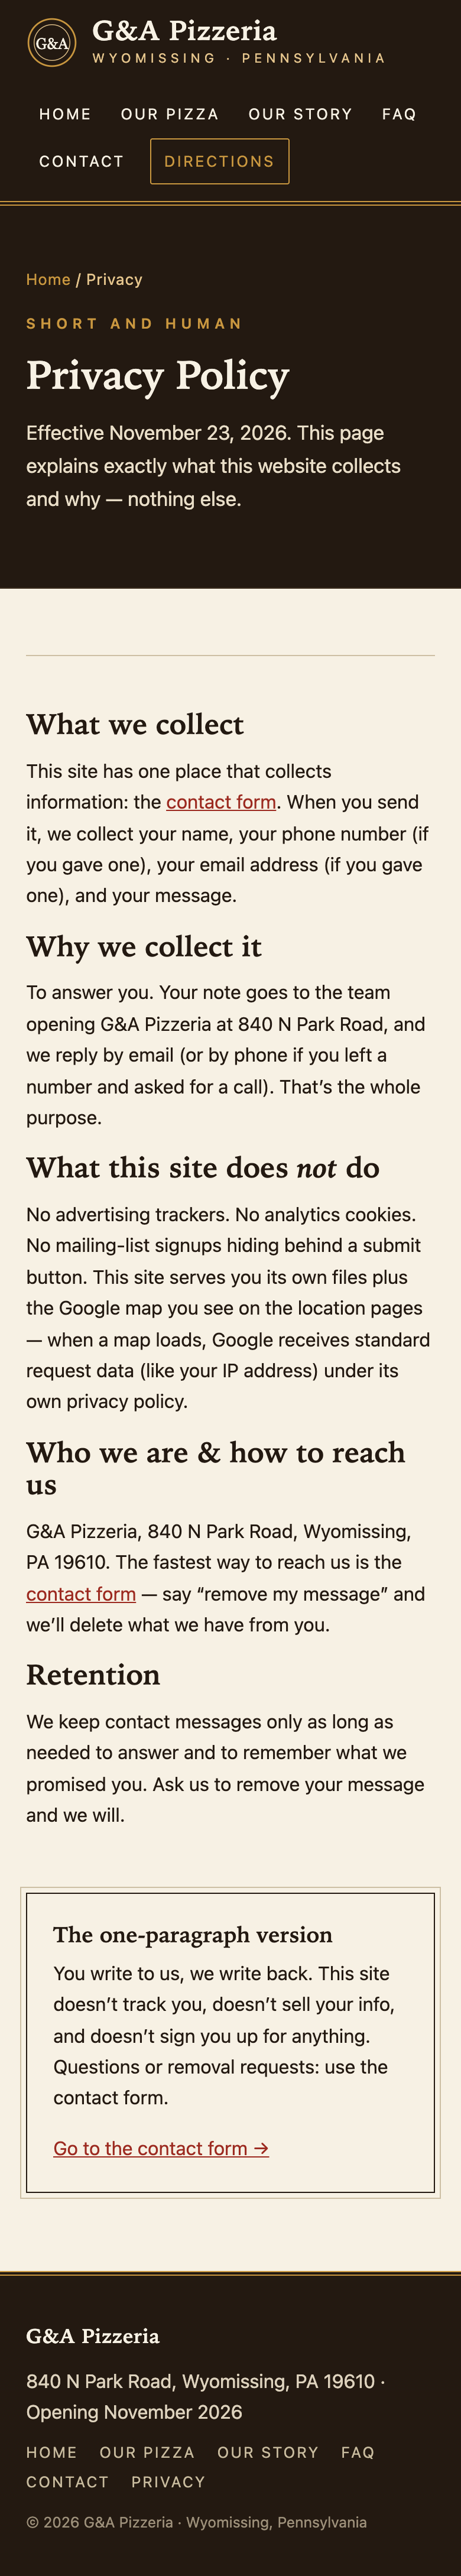 G&A
G&A Pizzeria
WYOMISSING · PENNSYLVANIA
HOME OUR PIZZA OUR STORY FAQ
CONTACT DIRECTIONS
Home / Privacy
SHORT AND HUMAN
Privacy Policy
Effective November 23, 2026. This page
explains exactly what this website collects
and why — nothing else.
What we collect
This site has one place that collects
information: the contact form. When you send
it, we collect your name, your phone number (if
you gave one), your email address (if you gave
one), and your message.
Why we collect it
To answer you. Your note goes to the team
opening G&A Pizzeria at 840 N Park Road, and
we reply by email (or by phone if you left a
number and asked for a call). That’s the whole
purpose.
What this site does not do
No advertising trackers. No analytics cookies.
No mailing-list signups hiding behind a submit
button. This site serves you its own files plus
the Google map you see on the location pages
— when a map loads, Google receives standard
request data (like your IP address) under its
own privacy policy.
Who we are & how to reach
us
G&A Pizzeria, 840 N Park Road, Wyomissing,
PA 19610. The fastest way to reach us is the
contact form — say “remove my message” and
we’ll delete what we have from you.
Retention
We keep contact messages only as long as
needed to answer and to remember what we
promised you. Ask us to remove your message
and we will.
The one-paragraph version
You write to us, we write back. This site
doesn’t track you, doesn’t sell your info,
and doesn’t sign you up for anything.
Questions or removal requests: use the
contact form.
Go to the contact form →
G&A Pizzeria
840 N Park Road, Wyomissing, PA 19610 ·
Opening November 2026
HOME OUR PIZZA OUR STORY FAQ
CONTACT PRIVACY
© 2026 G&A Pizzeria · Wyomissing, Pennsylvania